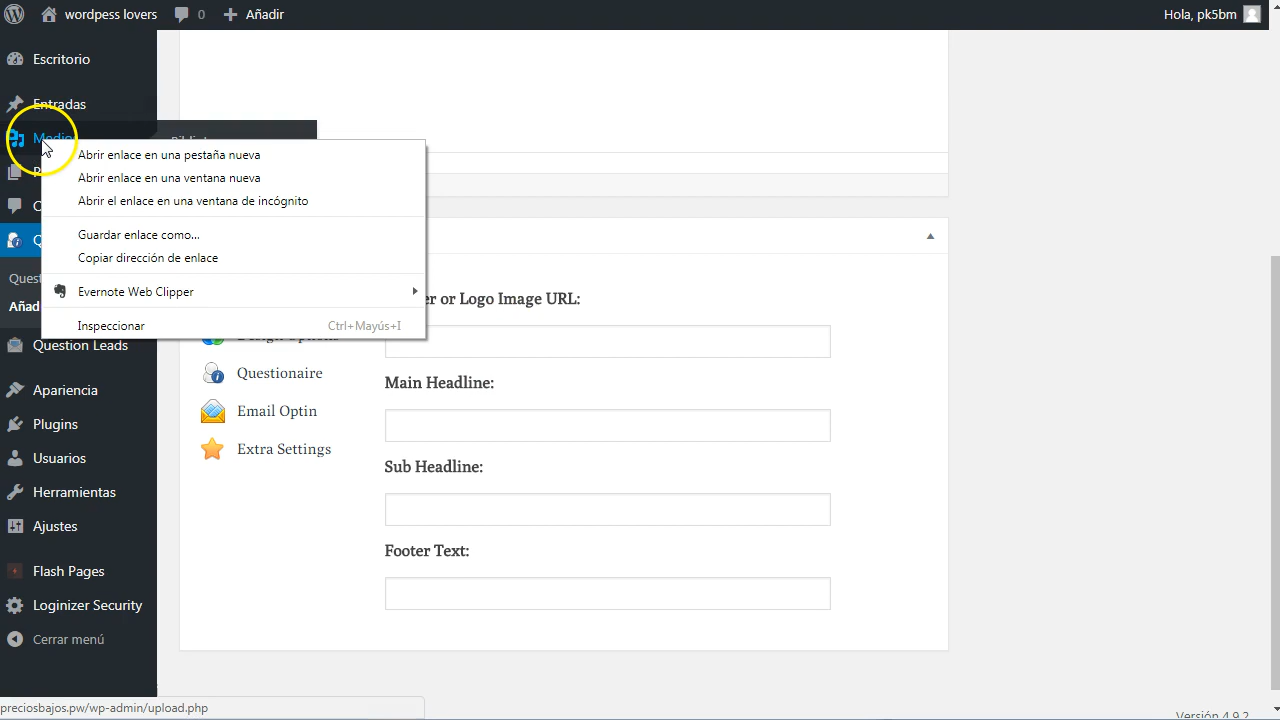 wordpess lovers
0
Añadir
Hola, pk5bm
Escritorio
Entradas
Medios
Abrir enlace en una pestaña nueva
Abrir enlace en una ventana nueva
Abrir el enlace en una ventana de incógnito
Guardar enlace como...
Copiar dirección de enlace
Evernote Web Clipper
Inspeccionar Ctrl+Mayús+I
Quest
Añad
Question Leads
Apariencia
Plugins
Usuarios
Herramientas
Ajustes
Flash Pages
Loginizer Security
Cerrar menú
Questionaire
Email Optin
Extra Settings
or Logo Image URL:
Main Headline:
Sub Headline:
Footer Text:
preciosbajos.pw/wp-admin/upload.php
Versión 4.9.2